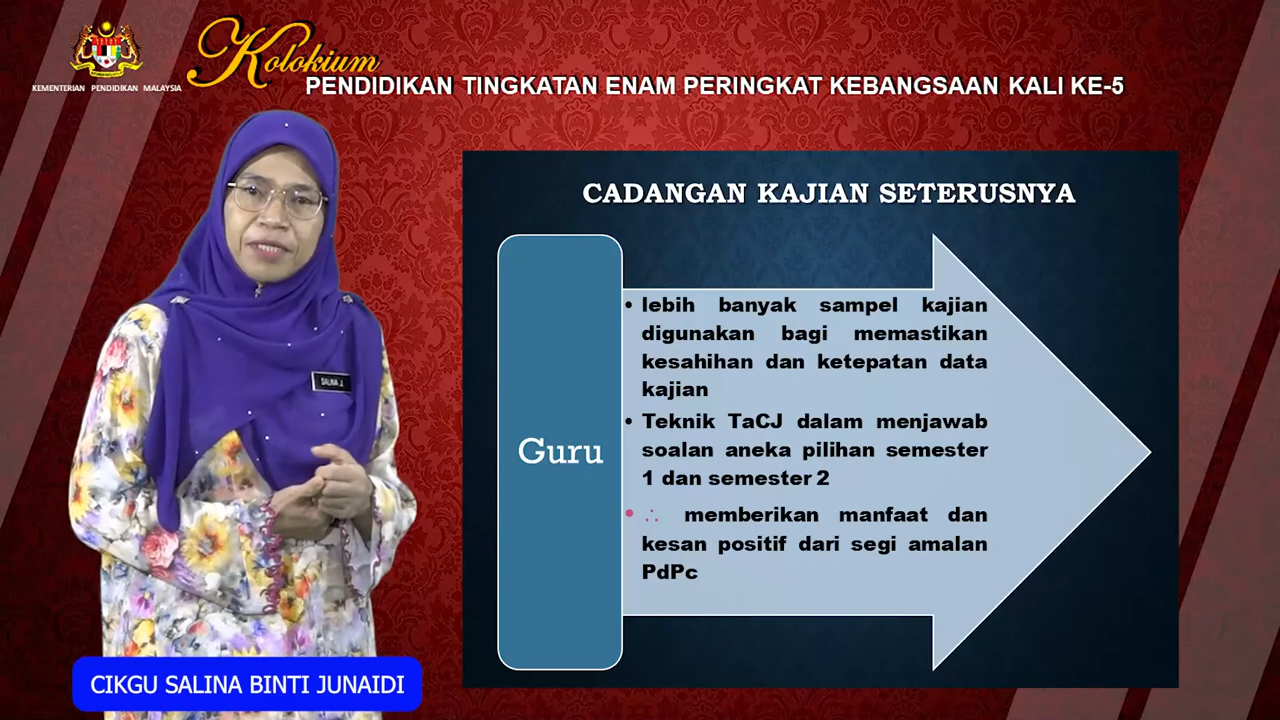 Kolokium
KEMENTERIAN PENDIDIKAN MALAYSIA
PENDIDIKAN TINGKATAN ENAM PERINGKAT KEBANGSAAN KALI KE-5
CADANGAN KAJIAN SETERUSNYA
Guru
• lebih banyak sampel kajian
digunakan bagi memastikan
kesahihan dan ketepatan data
kajian
• Teknik TaCJ dalam menjawab
soalan aneka pilihan semester
1 dan semester 2
• ∴ memberikan manfaat dan
kesan positif dari segi amalan
PdPc
SALINA J.
CIKGU SALINA BINTI JUNAIDI